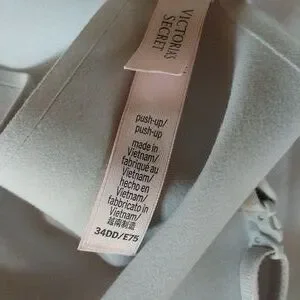 VICTORIA'S
SECRET
push-up/
push-up
made in
Vietnam/
fabriqué au
Vietnam/
hecho en
Vietnam/
fabbricato in
Vietnam/
越南制造
34DD/E75